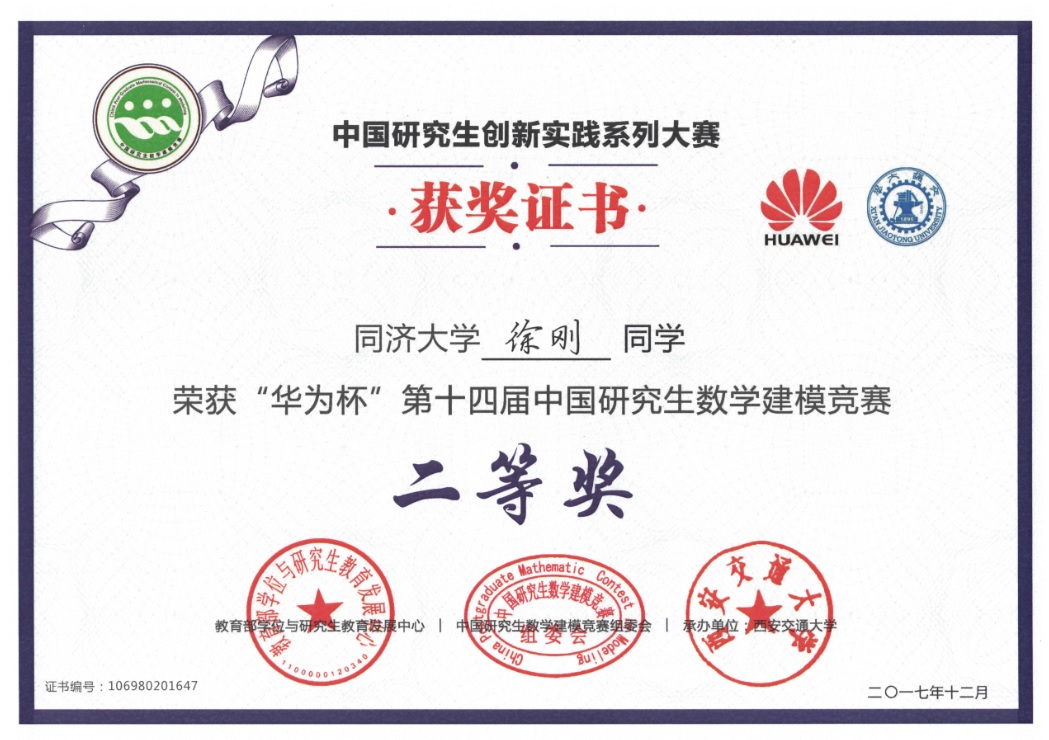 中国研究生创新实践系列大赛
·获奖证书·
HUAWEI
XI'AN JIAOTONG UNIVERSITY
1896
同济大学 徐刚 同学
荣获“华为杯”第十四届中国研究生数学建模竞赛
二等奖
教育部学位与研究生教育发展中心
1100000120340
China Postgraduate Mathematic Contest in Modeling
中国研究生数学建模竞赛
组委会
西安交通大学
教育部学位与研究生教育发展中心 | 中国研究生数学建模竞赛组委会 | 承办单位：西安交通大学
证书编号：106980201647
二〇一七年十二月